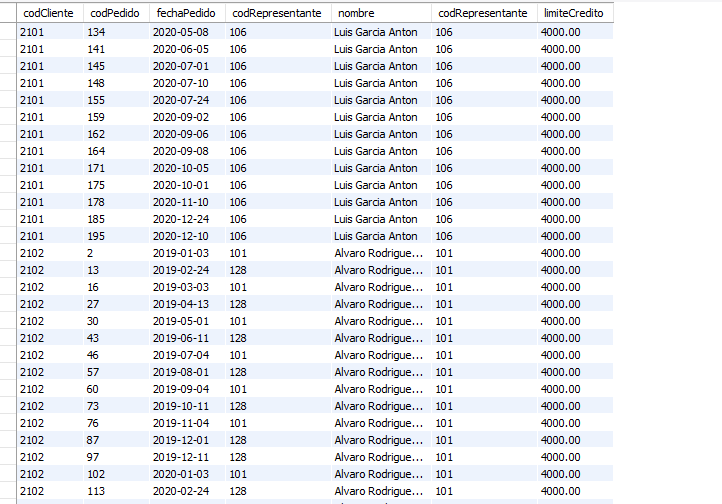 codCliente codPedido fechaPedido codRepresentante nombre codRepresentante limiteCredito
2101 134 2020-05-08 106 Luis Garcia Anton 106 4000.00
2101 141 2020-06-05 106 Luis Garcia Anton 106 4000.00
2101 145 2020-07-01 106 Luis Garcia Anton 106 4000.00
2101 148 2020-07-10 106 Luis Garcia Anton 106 4000.00
2101 155 2020-07-24 106 Luis Garcia Anton 106 4000.00
2101 159 2020-09-02 106 Luis Garcia Anton 106 4000.00
2101 162 2020-09-06 106 Luis Garcia Anton 106 4000.00
2101 164 2020-09-08 106 Luis Garcia Anton 106 4000.00
2101 171 2020-10-05 106 Luis Garcia Anton 106 4000.00
2101 175 2020-10-01 106 Luis Garcia Anton 106 4000.00
2101 178 2020-11-10 106 Luis Garcia Anton 106 4000.00
2101 185 2020-12-24 106 Luis Garcia Anton 106 4000.00
2101 195 2020-12-10 106 Luis Garcia Anton 106 4000.00
2102 2 2019-01-03 101 Alvaro Rodrigue... 101 4000.00
2102 13 2019-02-24 128 Alvaro Rodrigue... 101 4000.00
2102 16 2019-03-03 101 Alvaro Rodrigue... 101 4000.00
2102 27 2019-04-13 128 Alvaro Rodrigue... 101 4000.00
2102 30 2019-05-01 101 Alvaro Rodrigue... 101 4000.00
2102 43 2019-06-11 128 Alvaro Rodrigue... 101 4000.00
2102 46 2019-07-04 101 Alvaro Rodrigue... 101 4000.00
2102 57 2019-08-01 128 Alvaro Rodrigue... 101 4000.00
2102 60 2019-09-04 101 Alvaro Rodrigue... 101 4000.00
2102 73 2019-10-11 128 Alvaro Rodrigue... 101 4000.00
2102 76 2019-11-04 101 Alvaro Rodrigue... 101 4000.00
2102 87 2019-12-01 128 Alvaro Rodrigue... 101 4000.00
2102 97 2019-12-11 128 Alvaro Rodrigue... 101 4000.00
2102 102 2020-01-03 101 Alvaro Rodrigue... 101 4000.00
2102 113 2020-02-24 128 Alvaro Rodrigue... 101 4000.00